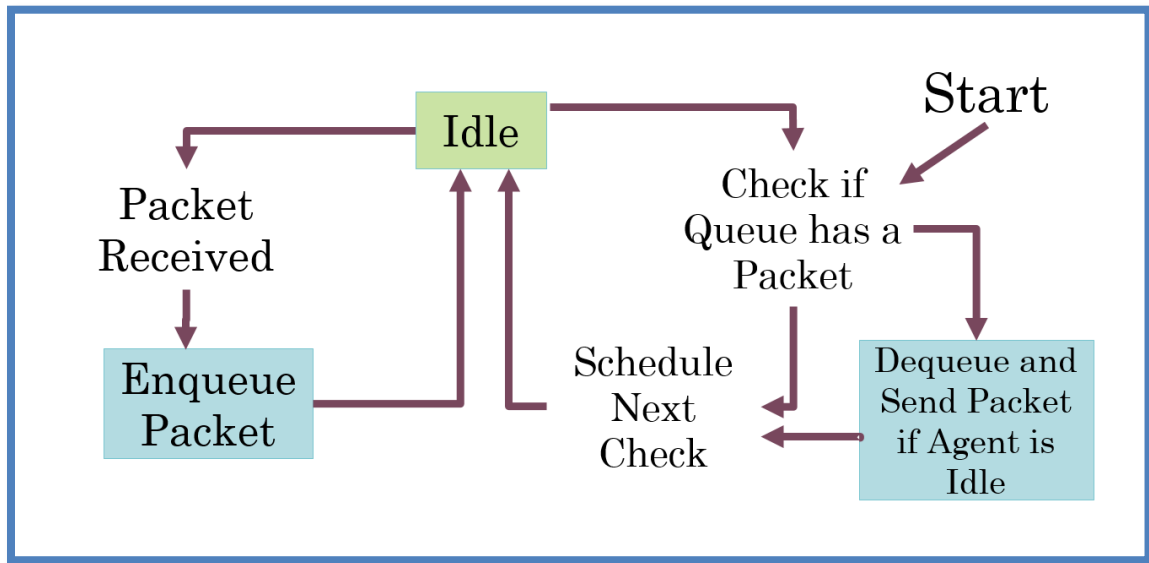 Start
Idle
Check if
Queue has a
Packet
Packet
Received
Enqueue
Packet
Schedule
Next
Check
Dequeue and
Send Packet
if Agent is
Idle